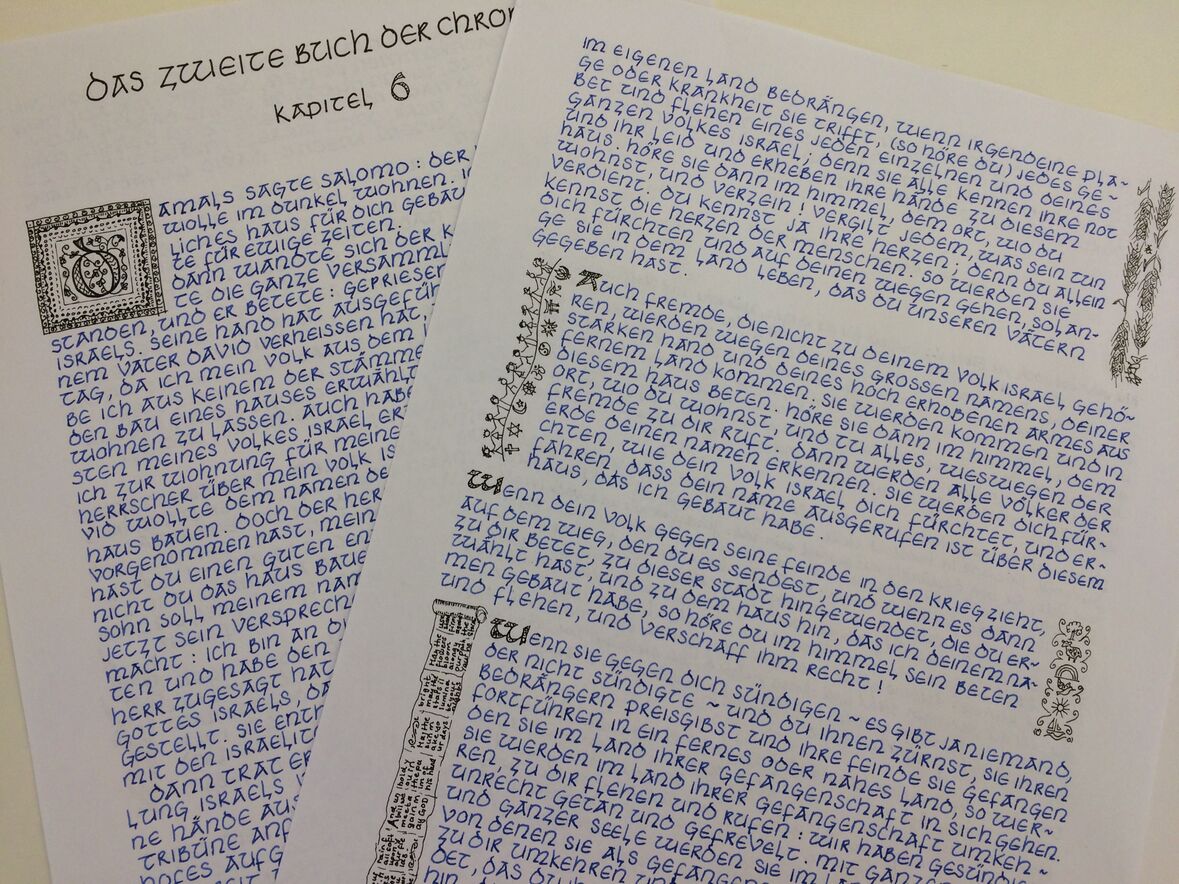 DAS ZWEITE BUCH DER CHRON
KAPITEL 6
DAMALS SAGTE SALOMO: DER
WOLLE IM DUNKEL WOHNEN.
LICHES HAUS FÜR DICH GEBAU
TE FÜR EWIGE ZEITEN.
DANN WANDTE SICH DER K
TE DIE GANZE VERSAMML
STANDEN, UND ER BETETE: GEPRIESEN
ISRAELS. SEINE HAND HAT AUSGEFÜ
NEM VATER DAVID VERHEISSEN HAT,
TAG, DA ICH MEIN VOLK AUS DEM
BE ICH AUS KEINEM DER STÄMME
DEN BAU EINES HAUSES ERWÄHLT
WOHNEN ZU LASSEN. AUCH HABE
STEN MEINES VOLKES ISRAEL ER
ICH ZUR WOHNUNG FÜR MEINE
HERRSCHER ÜBER MEIN VOLK IS
VID WOLLTE DEM NAMEN DE
HAUS BAUEN. DOCH DER HER
VORGENOMMEN HAST, MEIN
HAST DU EINEN GUTEN EN
NICHT DU DAS HAUS BAUE
SOHN SOLL MEINEM NAM
JETZT SEIN VERSPRECH
MACHT: ICH BIN AN DI
TEN UND HABE DEN
HERR ZUGESAGT HAT
GOTTES ISRAELS, DA
GESTELLT. SIE ENTH
MIT DEN ISRAELIT
DANN TRAT ER
LUNG ISRAELS
NE HÄNDE AUS
TRIBÜNE ANF
HOFES AUFG
IM EIGENEN LAND BEDRÄNGEN, WENN IRGENDEINE PLA~
GE ODER KRANKHEIT SIE TRIFFT, (SO HÖRE DU) JEDES GE~
BET UND FLEHEN EINES JEDEN EINZELNEN UND DEINES
GANZEN VOLKES ISRAEL; DENN SIE ALLE KENNEN IHRE NOT
UND IHR LEID UND ERHEBEN IHRE HÄNDE ZU DIESEM
HAUS. HÖRE SIE DANN IM HIMMEL, DEM ORT, WO DU
WOHNST, UND VERZEIH! VERGILT JEDEM, WAS SEIN TUN
VERDIENT. DU KENNST JA IHRE HERZEN; DENN DU ALLEIN
KENNST DIE HERZEN DER MENSCHEN. SO WERDEN SIE
DICH FÜRCHTEN UND AUF DEINEN WEGEN GEHEN, SOLAN~
GE SIE IN DEM LAND LEBEN, DAS DU UNSEREN VÄTERN
GEGEBEN HAST.
AUCH FREMDE, DIE NICHT ZU DEINEM VOLK ISRAEL GEHÖ~
REN, WERDEN WEGEN DEINES GROSSEN NAMENS, DEINER
STARKEN HAND UND DEINES HOCH ERHOBENEN ARMES AUS
FERNEM LAND KOMMEN. SIE WERDEN KOMMEN UND IN
DIESEM HAUS BETEN. HÖRE SIE DANN IM HIMMEL, DEM
ORT, WO DU WOHNST, UND TU ALLES, WESWEGEN DER
FREMDE ZU DIR RUFT. DANN WERDEN ALLE VÖLKER DER
ERDE DEINEN NAMEN ERKENNEN. SIE WERDEN DICH FÜR~
CHTEN, WIE DEIN VOLK ISRAEL DICH FÜRCHTET, UND ER~
FAHREN, DASS DEIN NAME AUSGERUFEN IST ÜBER DIESEM
HAUS, DAS ICH GEBAUT HABE.
WENN DEIN VOLK GEGEN SEINE FEINDE IN DEN KRIEG ZIEHT,
AUF DEM WEG, DEN DU ES SENDEST, UND WENN ES DANN
ZU DIR BETET, ZU DIESER STADT HINGEWENDET, DIE DU ER~
WÄHLT HAST, UND ZU DEM HAUS HIN, DAS ICH DEINEM NA~
MEN GEBAUT HABE, SO HÖRE DU IM HIMMEL SEIN BETEN
UND FLEHEN, UND VERSCHAFF IHM RECHT!
WENN SIE GEGEN DICH SÜNDIGEN ~ ES GIBT JA NIEMAND,
DER NICHT SÜNDIGTE ~ UND DU IHNEN ZÜRNST, SIE IHREN
BEDRÄNGERN PREISGIBST UND IHRE FEINDE SIE GEFANGEN
FORTFÜHREN IN EIN FERNES ODER NAHES LAND, SO WER~
DEN SIE IM LAND IHRER GEFANGENSCHAFT IN SICH GEHEN.
SIE WERDEN IM LAND IHRER GEFANGENSCHAFT UMKEH~
REN, ZU DIR FLEHEN UND RUFEN: WIR HABEN GESÜNDI
UNRECHT GETAN UND GEFREVELT. MIT GANZE
UND GANZER SEELE WERDEN SIE IM LA
VON DENEN SIE ALS GEFANGEN
ZU DIR UMKEHREN UND
DET, DAS DU